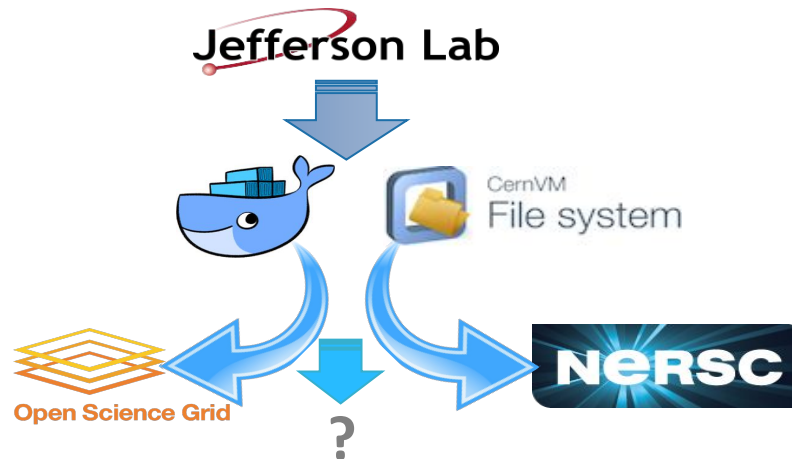 Jefferson Lab
CernVM
File system
Open Science Grid
NERSC
?